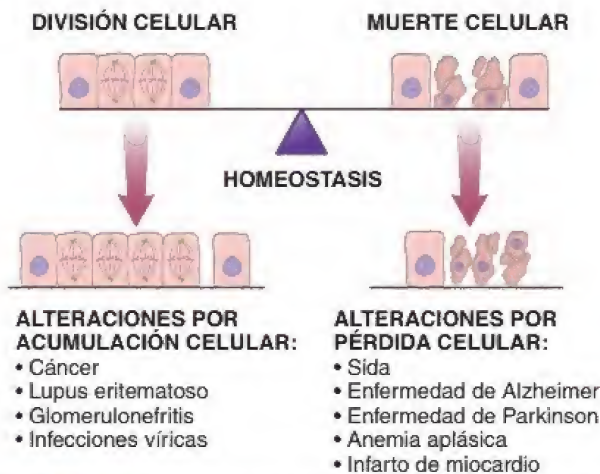 DIVISIÓN CELULAR
MUERTE CELULAR
HOMEOSTASIS
ALTERACIONES POR
ACUMULACIÓN CELULAR:
• Cáncer
• Lupus eritematoso
• Glomerulonefritis
• Infecciones víricas
ALTERACIONES POR
PÉRDIDA CELULAR:
• Sida
• Enfermedad de Alzheimer
• Enfermedad de Parkinson
• Anemia aplásica
• Infarto de miocardio